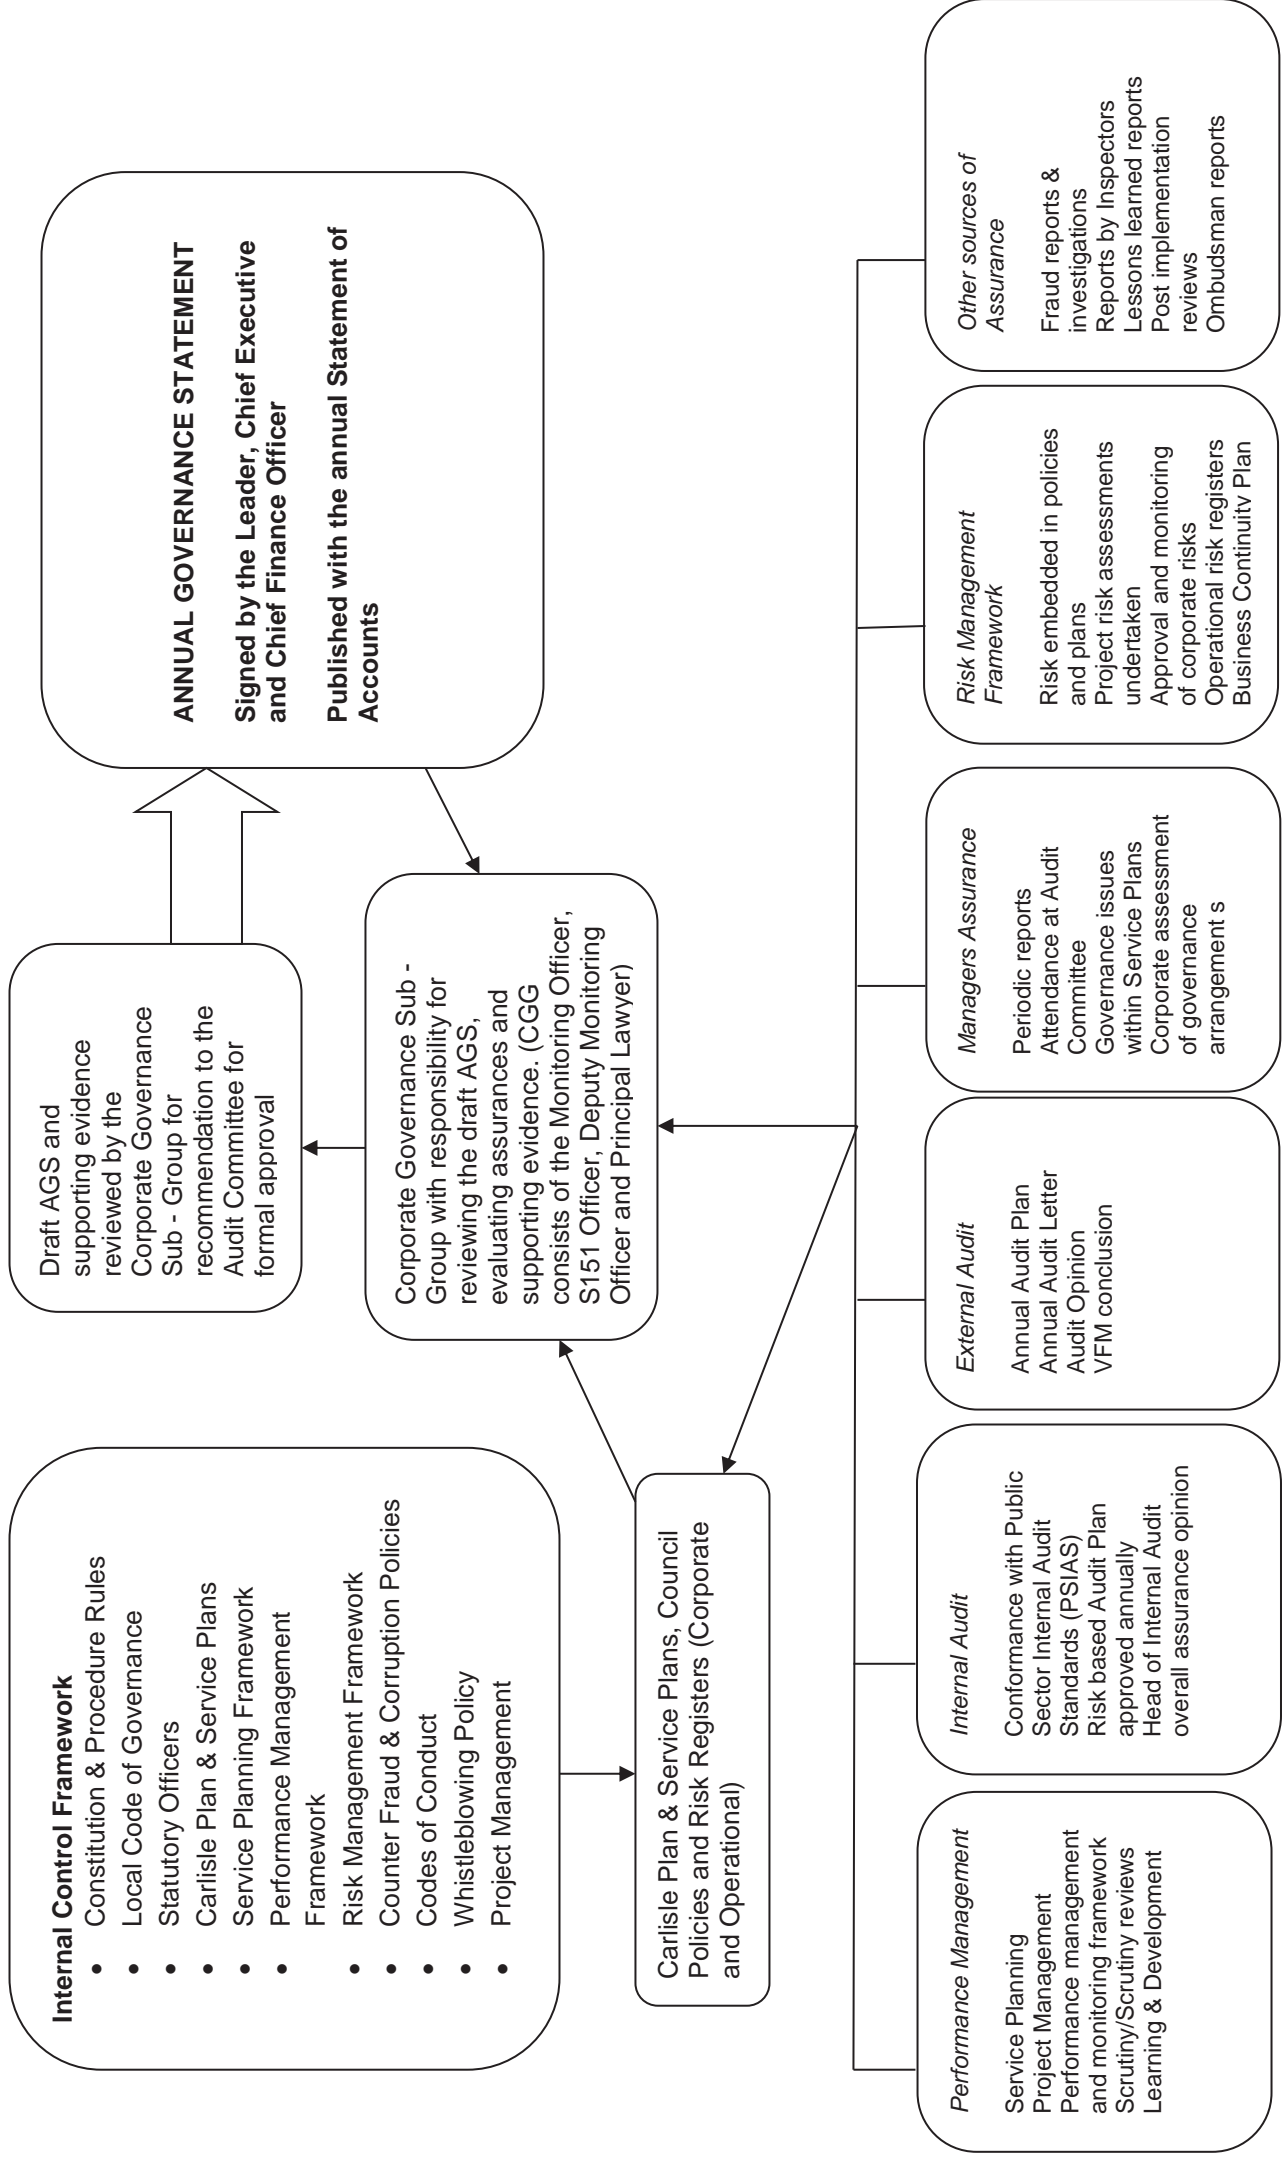 Internal Control Framework
• Constitution & Procedure Rules
• Local Code of Governance
• Statutory Officers
• Carlisle Plan & Service Plans
• Service Planning Framework
• Performance Management
Framework
• Risk Management Framework
• Counter Fraud & Corruption Policies
• Codes of Conduct
• Whistleblowing Policy
• Project Management
Draft AGS and
supporting evidence
reviewed by the
Corporate Governance
Sub - Group for
recommendation to the
Audit Committee for
formal approval
ANNUAL GOVERNANCE STATEMENT
Signed by the Leader, Chief Executive
and Chief Finance Officer
Published with the annual Statement of
Accounts
Corporate Governance Sub -
Group with responsibility for
reviewing the draft AGS,
evaluating assurances and
supporting evidence. (CGG
consists of the Monitoring Officer,
S151 Officer, Deputy Monitoring
Officer and Principal Lawyer)
Carlisle Plan & Service Plans, Council
Policies and Risk Registers (Corporate
and Operational)
Performance Management
Service Planning
Project Management
Performance management
and monitoring framework
Scrutiny/Scrutiny reviews
Learning & Development
Internal Audit
Conformance with Public
Sector Internal Audit
Standards (PSIAS)
Risk based Audit Plan
approved annually
Head of Internal Audit
overall assurance opinion
External Audit
Annual Audit Plan
Annual Audit Letter
Audit Opinion
VFM conclusion
Managers Assurance
Periodic reports
Attendance at Audit
Committee
Governance issues
within Service Plans
Corporate assessment
of governance
arrangement s
Risk Management
Framework
Risk embedded in policies
and plans
Project risk assessments
undertaken
Approval and monitoring
of corporate risks
Operational risk registers
Business Continuity Plan
Other sources of
Assurance
Fraud reports &
investigations
Reports by Inspectors
Lessons learned reports
Post implementation
reviews
Ombudsman reports